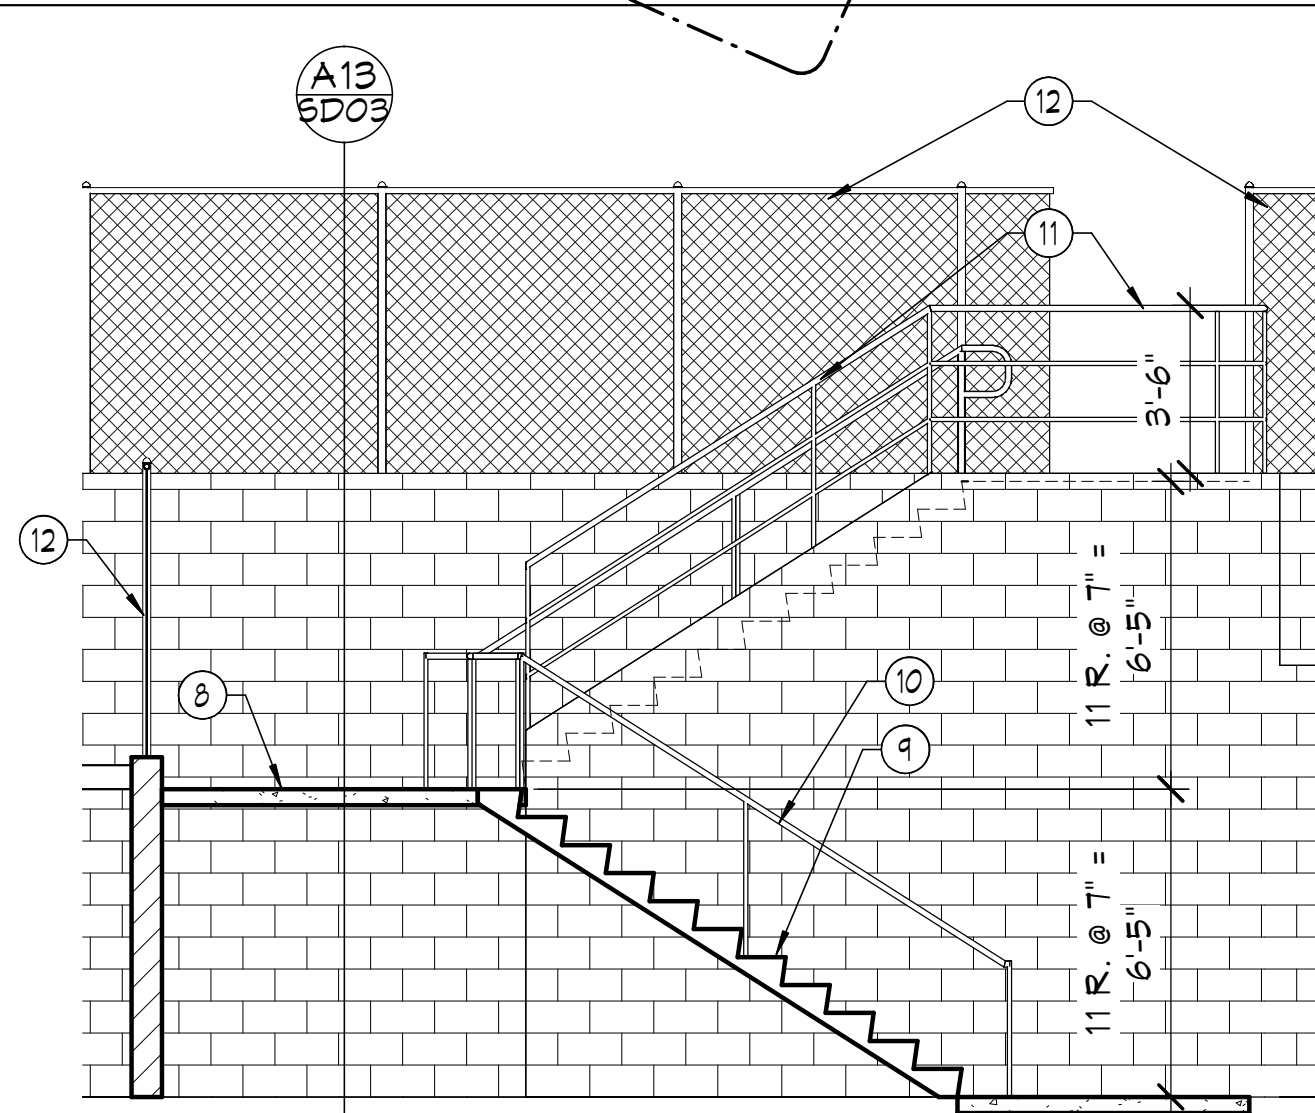 A13
SD03
12
11
3'-6"
12
11 R. @ 7" =
6'-5"
8
10
9
11 R. @ 7" =
6'-5"